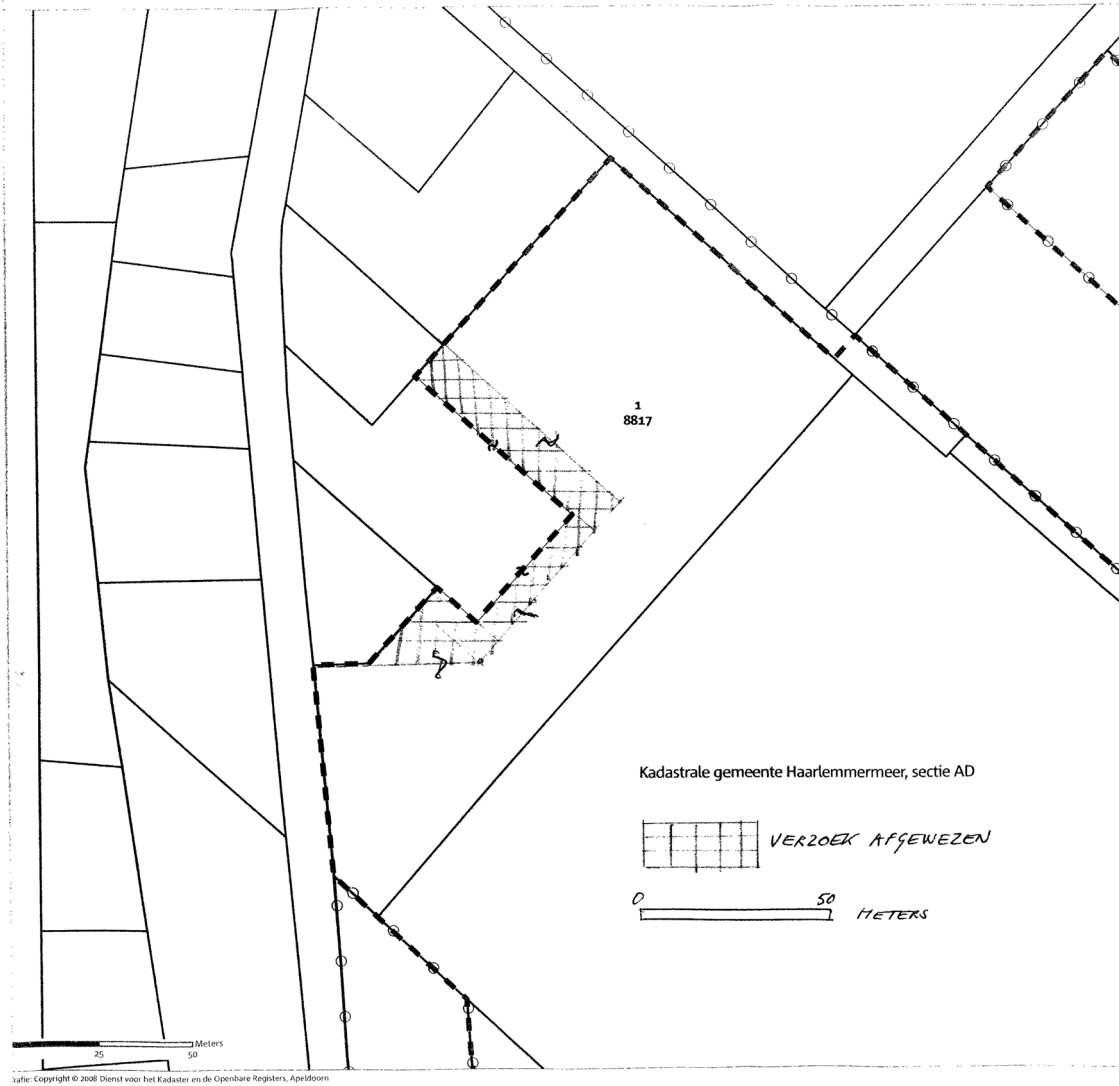 1
8817
Kadastrale gemeente Haarlemmermeer, sectie AD
VERZOEK AFGEWEZEN
0 50
METERS
Meters
25 50
Copyright © 2008 Dienst voor het Kadaster en de Openbare Registers, Apeldoorn